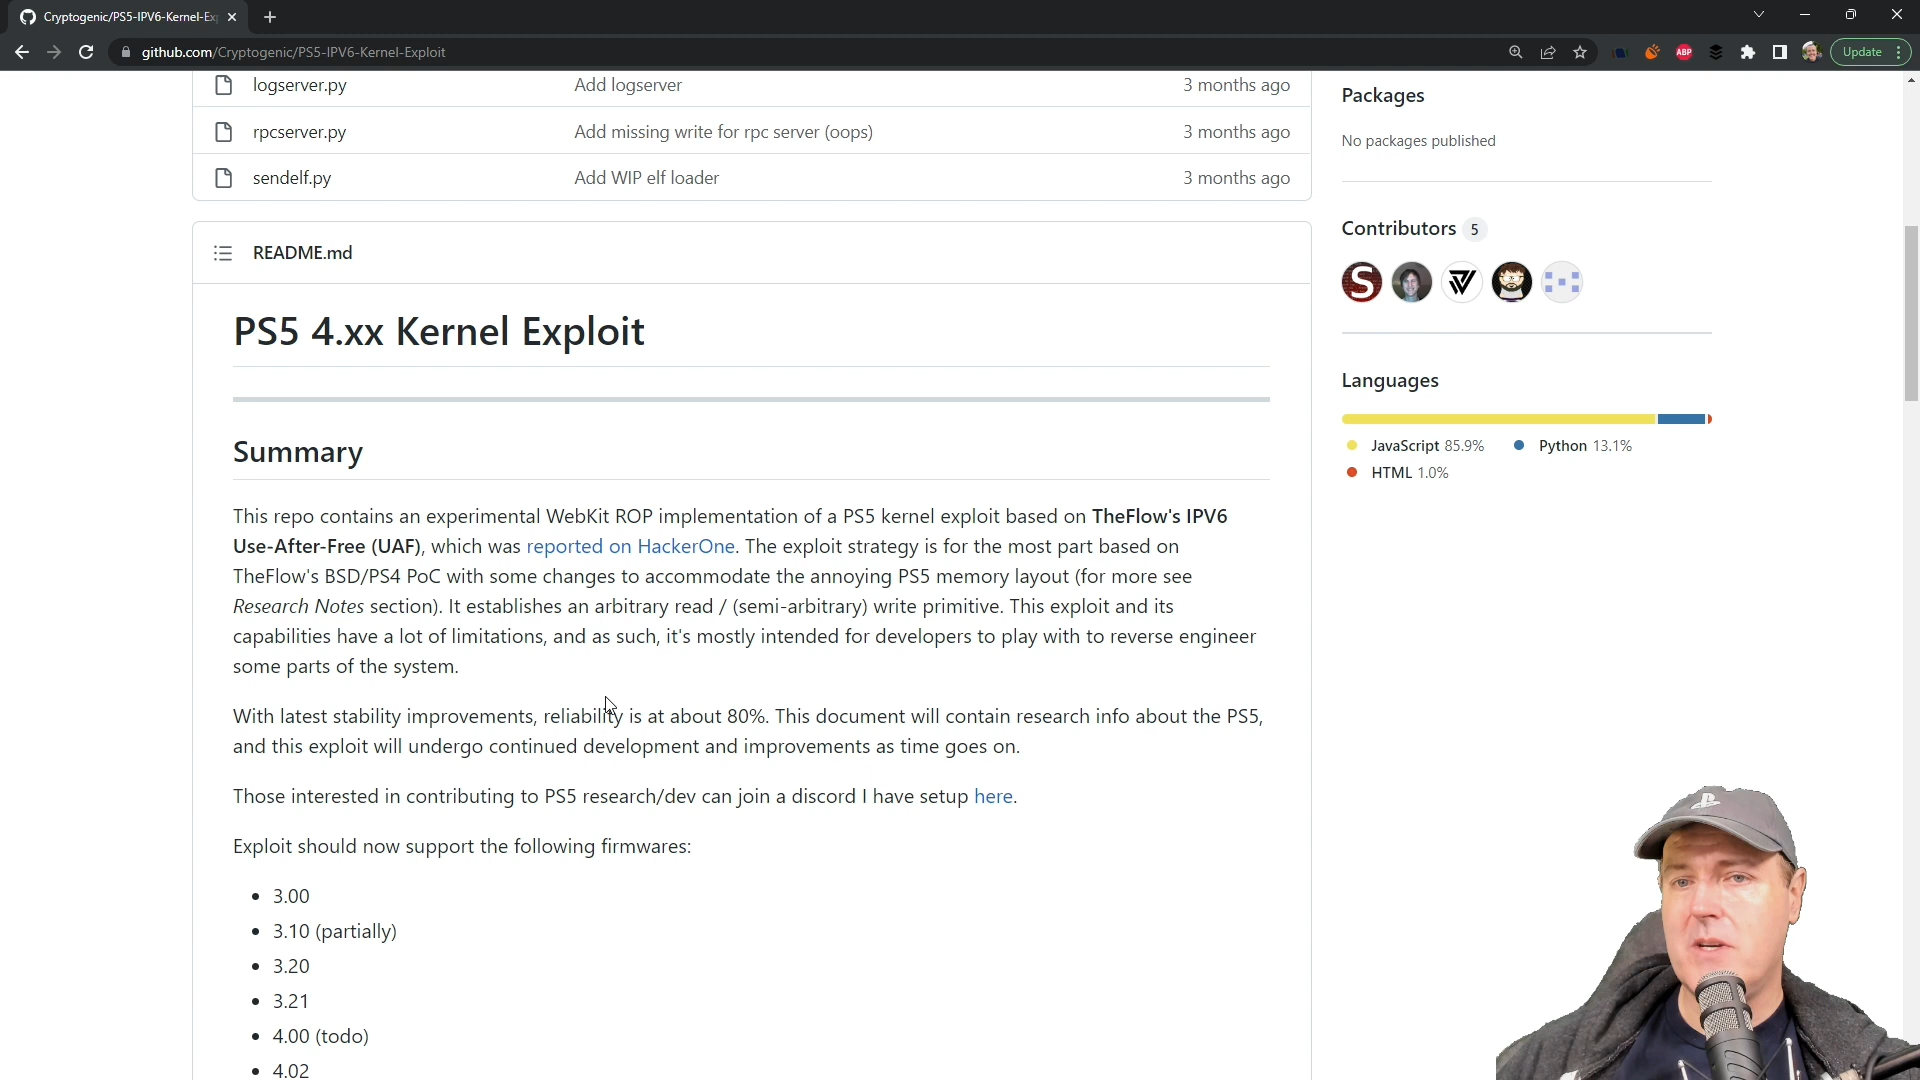 Cryptogenic/PS5-IPV6-Kernel-Ex
github.com/Cryptogenic/PS5-IPV6-Kernel-Exploit
ABP
Update
logserver.py Add logserver 3 months ago
rpcserver.py Add missing write for rpc server (oops) 3 months ago
sendelf.py Add WIP elf loader 3 months ago
README.md
PS5 4.xx Kernel Exploit
Summary
This repo contains an experimental WebKit ROP implementation of a PS5 kernel exploit based on TheFlow's IPV6
Use-After-Free (UAF), which was reported on HackerOne. The exploit strategy is for the most part based on
TheFlow's BSD/PS4 PoC with some changes to accommodate the annoying PS5 memory layout (for more see
Research Notes section). It establishes an arbitrary read / (semi-arbitrary) write primitive. This exploit and its
capabilities have a lot of limitations, and as such, it's mostly intended for developers to play with to reverse engineer
some parts of the system.
With latest stability improvements, reliability is at about 80%. This document will contain research info about the PS5,
and this exploit will undergo continued development and improvements as time goes on.
Those interested in contributing to PS5 research/dev can join a discord I have setup here.
Exploit should now support the following firmwares:
• 3.00
• 3.10 (partially)
• 3.20
• 3.21
• 4.00 (todo)
• 4.02
Packages
No packages published
Contributors 5
S
Languages
JavaScript 85.9% Python 13.1%
HTML 1.0%